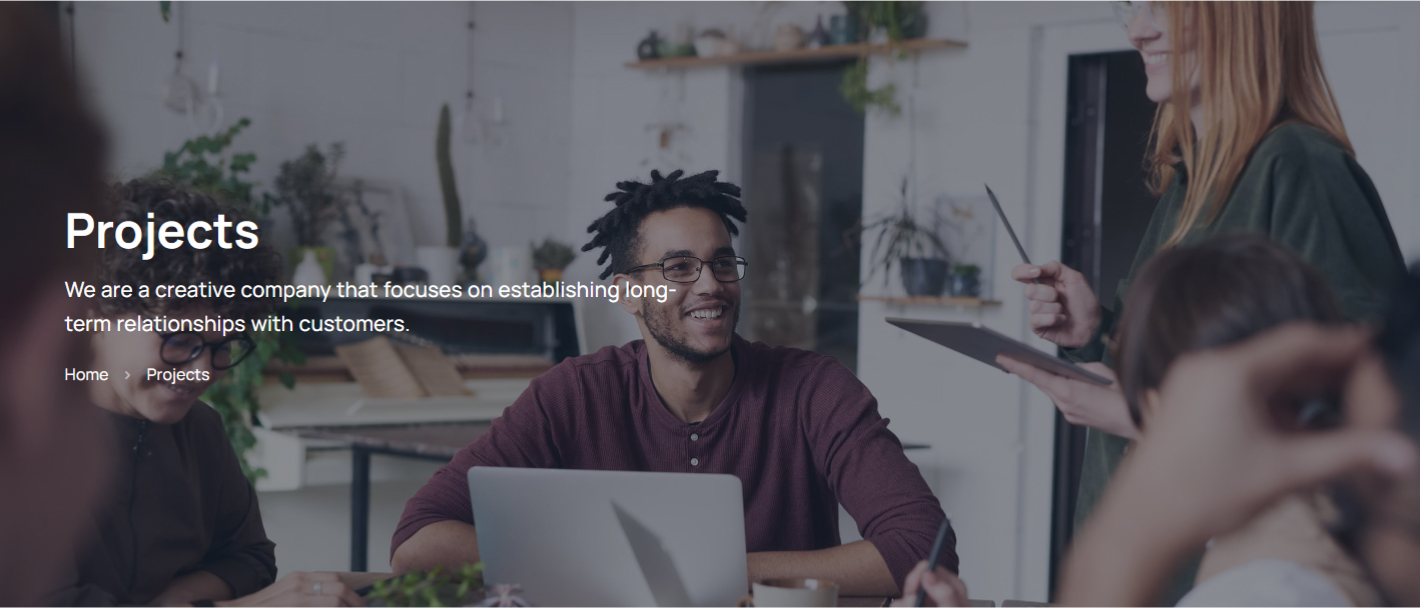 Projects
We are a creative company that focuses on establishing long-
term relationships with customers.
Home > Projects